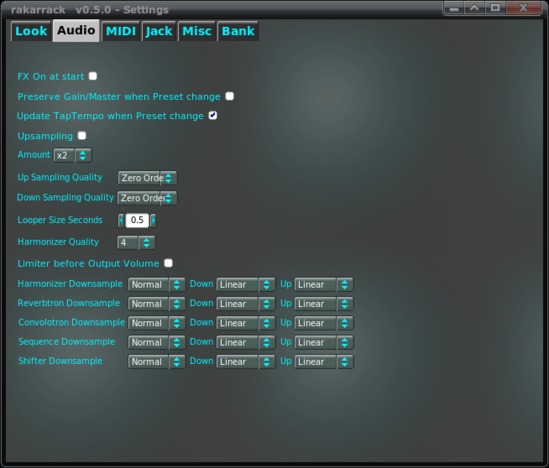 rakarrack v0.5.0 - Settings
Look Audio MIDI Jack Misc Bank
FX On at start
Preserve Gain/Master when Preset change
Update TapTempo when Preset change
Upsampling
Amount x2
Up Sampling Quality Zero Orde
Down Sampling Quality Zero Order
Looper Size Seconds 0.5
Harmonizer Quality 4
Limiter before Output Volume
Harmonizer Downsample Normal Down Linear Up Linear
Reverbtron Downsample Normal Down Linear Up Linear
Convolotron Downsample Normal Down Linear Up Linear
Sequence Downsample Normal Down Linear Up Linear
Shifter Downsample Normal Down Linear Up Linear